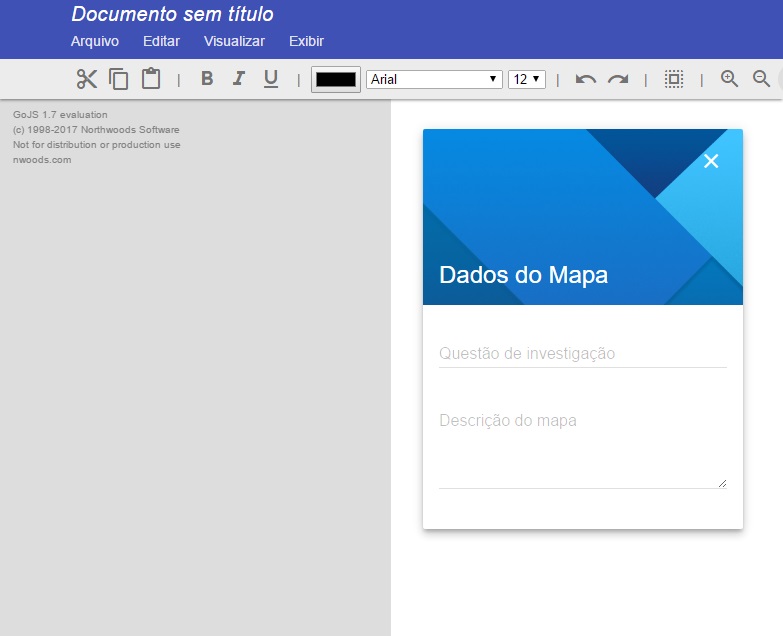 Documento sem título
Arquivo Editar Visualizar Exibir
| B I U | Arial 12 | | |
GoJS 1.7 evaluation
(c) 1998-2017 Northwoods Software
Not for distribution or production use
nwoods.com
Dados do Mapa
Questão de investigação
Descrição do mapa